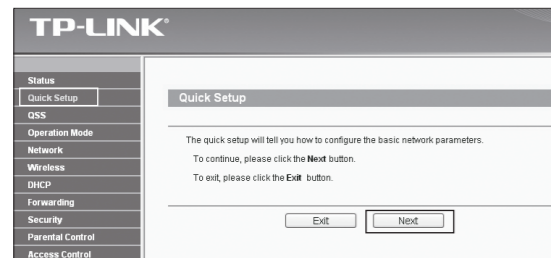 TP-LINK®
Status
Quick Setup
QSS
Operation Mode
Network
Wireless
DHCP
Forwarding
Security
Parental Control
Access Control
Quick Setup
The quick setup will tell you how to configure the basic network parameters.
To continue, please click the Next button.
To exit, please click the Exit button.
Exit
Next